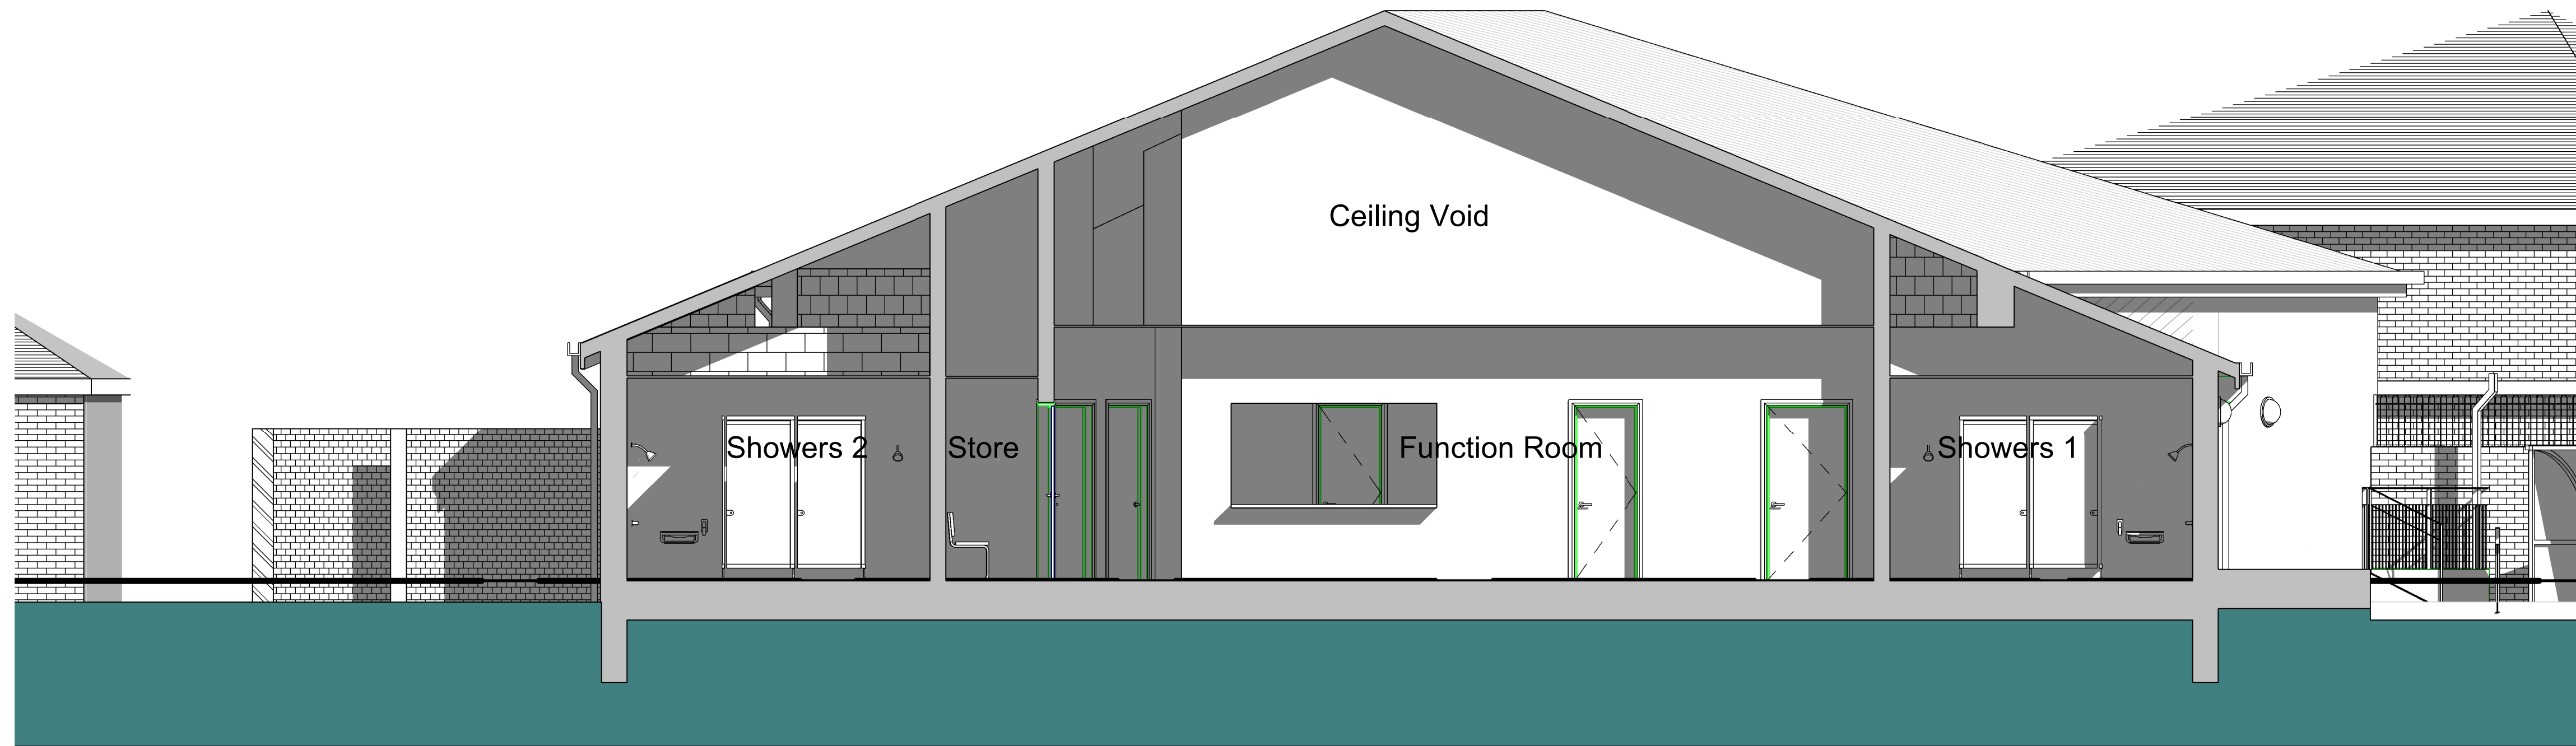 Ceiling Void
Showers 2
Store
Function Room
Showers 1